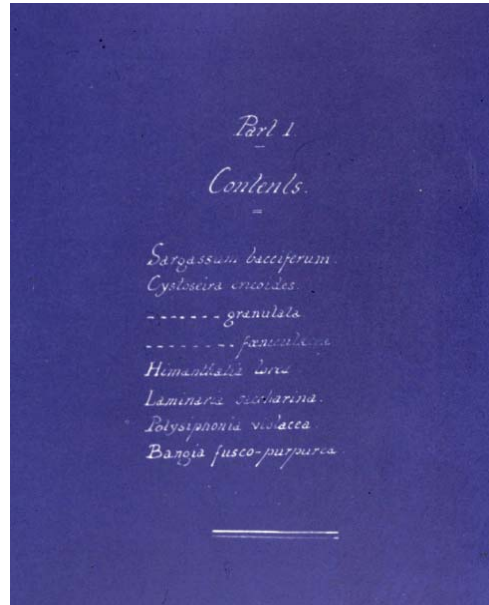 Part 1.
Contents.
Sargassum bacciferum.
Cystoseira ericoides.
------- granulata
-------- fœniculacea
Himanthalia lorea
Laminaria saccharina.
Polysiphonia violacea
Bangia fusco-purpurea